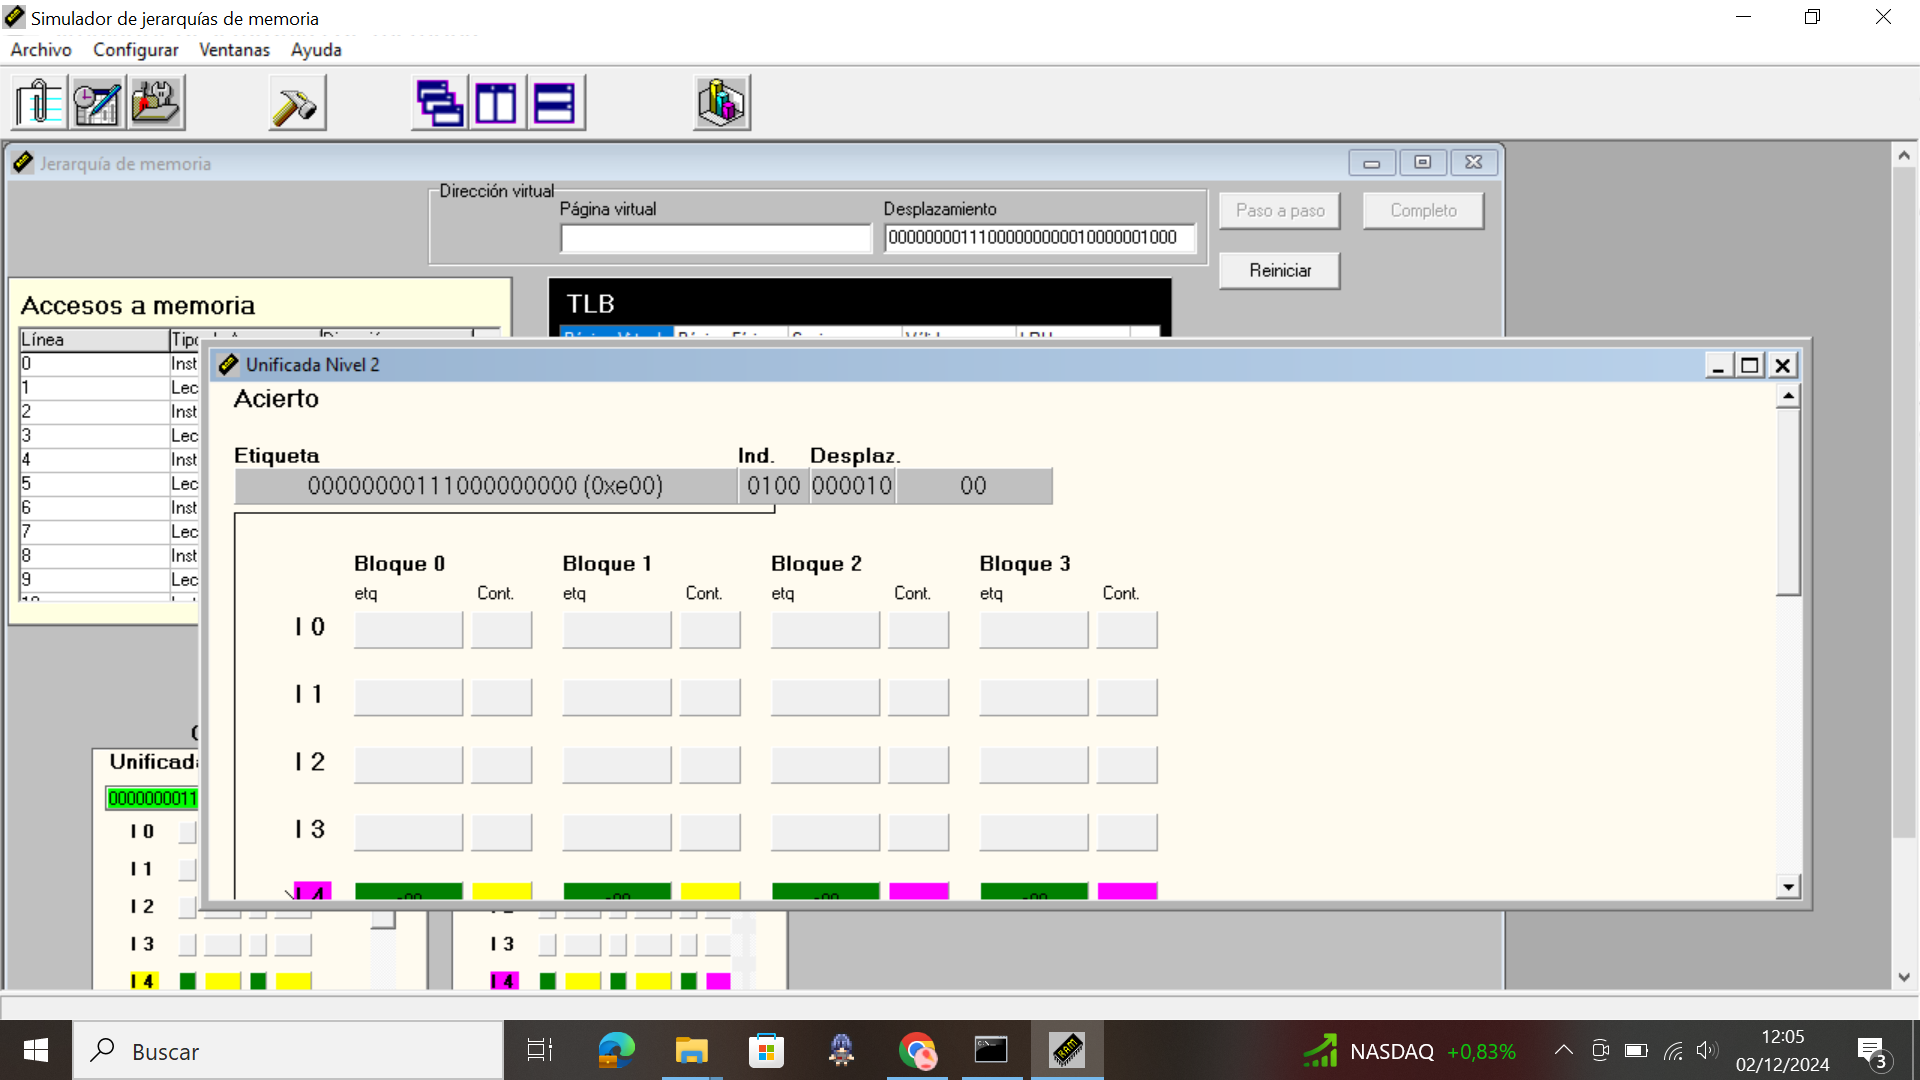 Simulador de jerarquías de memoria
Archivo Configurar Ventanas Ayuda
Jerarquía de memoria
Dirección virtual
Página virtual Desplazamiento
00000000111000000000010000001000
Paso a paso Completo
Reiniciar
Accesos a memoria
TLB
Línea
0 Inst
1 Lec
2 Inst
3 Lec
4 Inst
5 Lec
6 Inst
7 Lec
8 Inst
9 Lec
Unificada Nivel 2
Acierto
Etiqueta Ind. Desplaz.
000000001110000000000 (0xe00) 0100 000010 00
Bloque 0 Bloque 1 Bloque 2 Bloque 3
etq Cont. etq Cont. etq Cont. etq Cont.
I 0
I 1
I 2
I 3
I 4
Unificad
0000000011
I 0
I 1
I 2
I 3 I 3
I 4 I 4
Buscar
NASDAQ +0,83%
12:05
02/12/2024
3